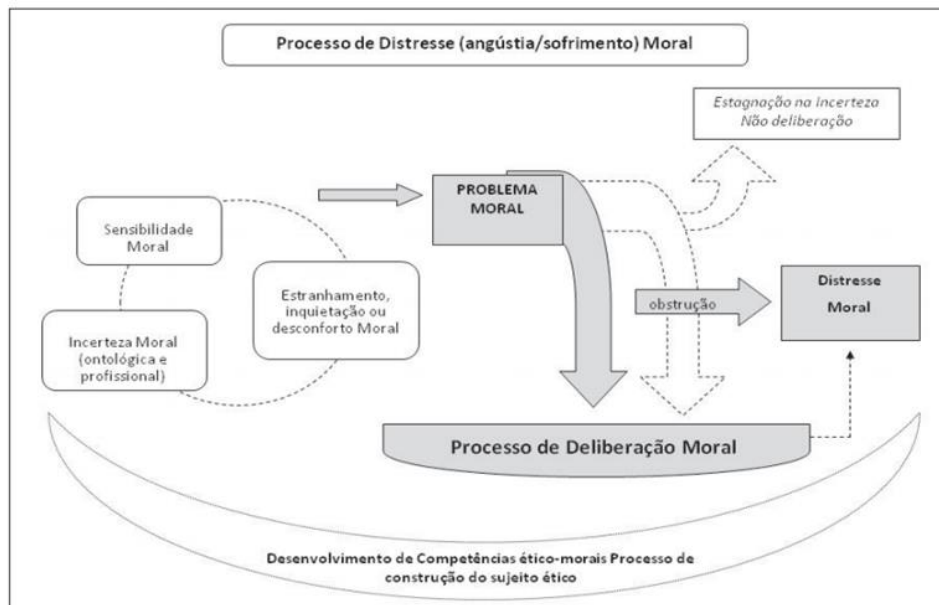 Processo de Distresse (angústia/sofrimento) Moral
Estagnação na incerteza
Não deliberação
PROBLEMA
MORAL
Sensibilidade
Moral
Estranhamento,
inquietação ou
desconforto Moral
Incerteza Moral
(ontológica e
profissional)
obstrução
Distresse
Moral
Processo de Deliberação Moral
Desenvolvimento de Competências ético-morais Processo de
construção do sujeito ético